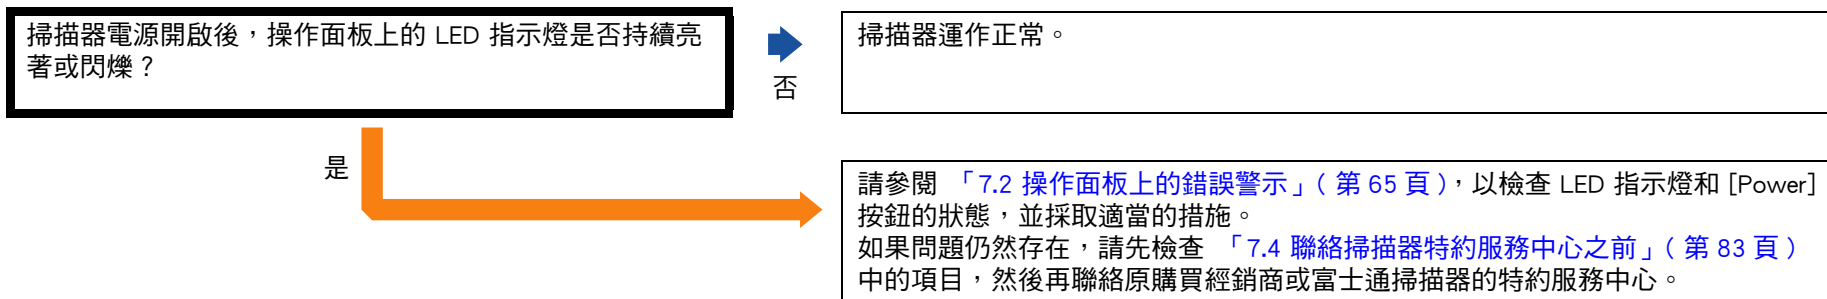 掃描器電源開啟後，操作面板上的 LED 指示燈是否持續亮
著或閃爍？
否
掃描器運作正常。
是
請參閱 「7.2 操作面板上的錯誤警示」( 第 65 頁 )，以檢查 LED 指示燈和 [Power]
按鈕的狀態，並採取適當的措施。
如果問題仍然存在，請先檢查 「7.4 聯絡掃描器特約服務中心之前」( 第 83 頁 )
中的項目，然後再聯絡原購買經銷商或富士通掃描器的特約服務中心。